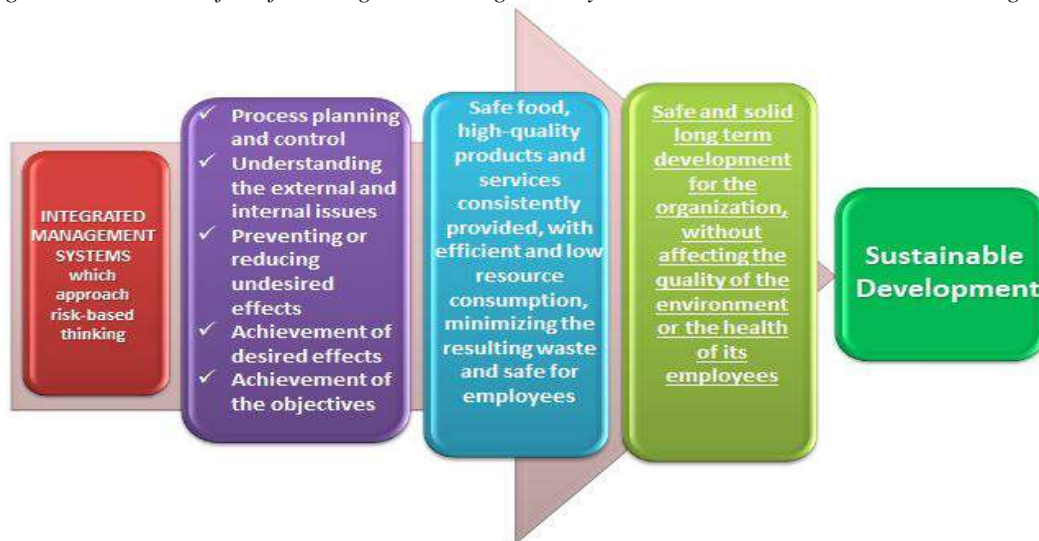 INTEGRATED
MANAGEMENT
SYSTEMS
which
approach
risk-based
thinking
✓ Process planning
and control
✓ Understanding
the external and
internal issues
✓ Preventing or
reducing
undesired
effects
✓ Achievement of
desired effects
✓ Achievement of
the objectives
Safe food,
high-quality
products and
services
consistently
provided, with
efficient and low
resource
consumption,
minimizing the
resulting waste
and safe for
employees
Safe and solid
long term
development
for the
organization,
without
affecting the
quality of the
environment
or the health
of its
employees
Sustainable
Development